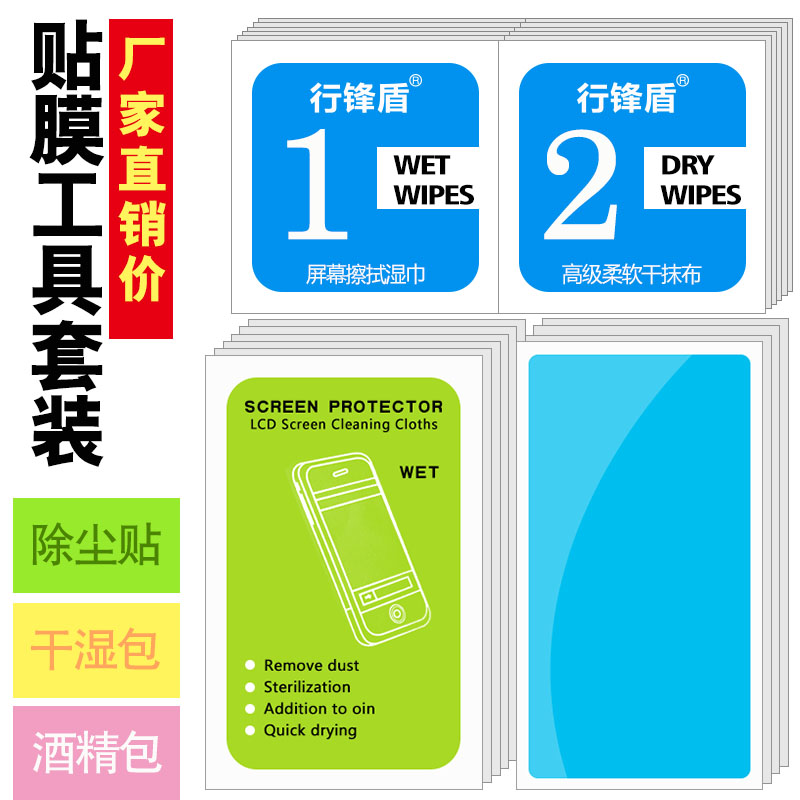 贴膜工具套装
厂家直销价
除尘贴
干湿包
酒精包
行锋盾®
1
WET
WIPES
屏幕擦拭湿巾
行锋盾®
2
DRY
WIPES
高级柔软干抹布
SCREEN PROTECTOR
LCD Screen Cleaning Cloths
WET
Remove dust
Sterilization
Addition to oin
Quick drying